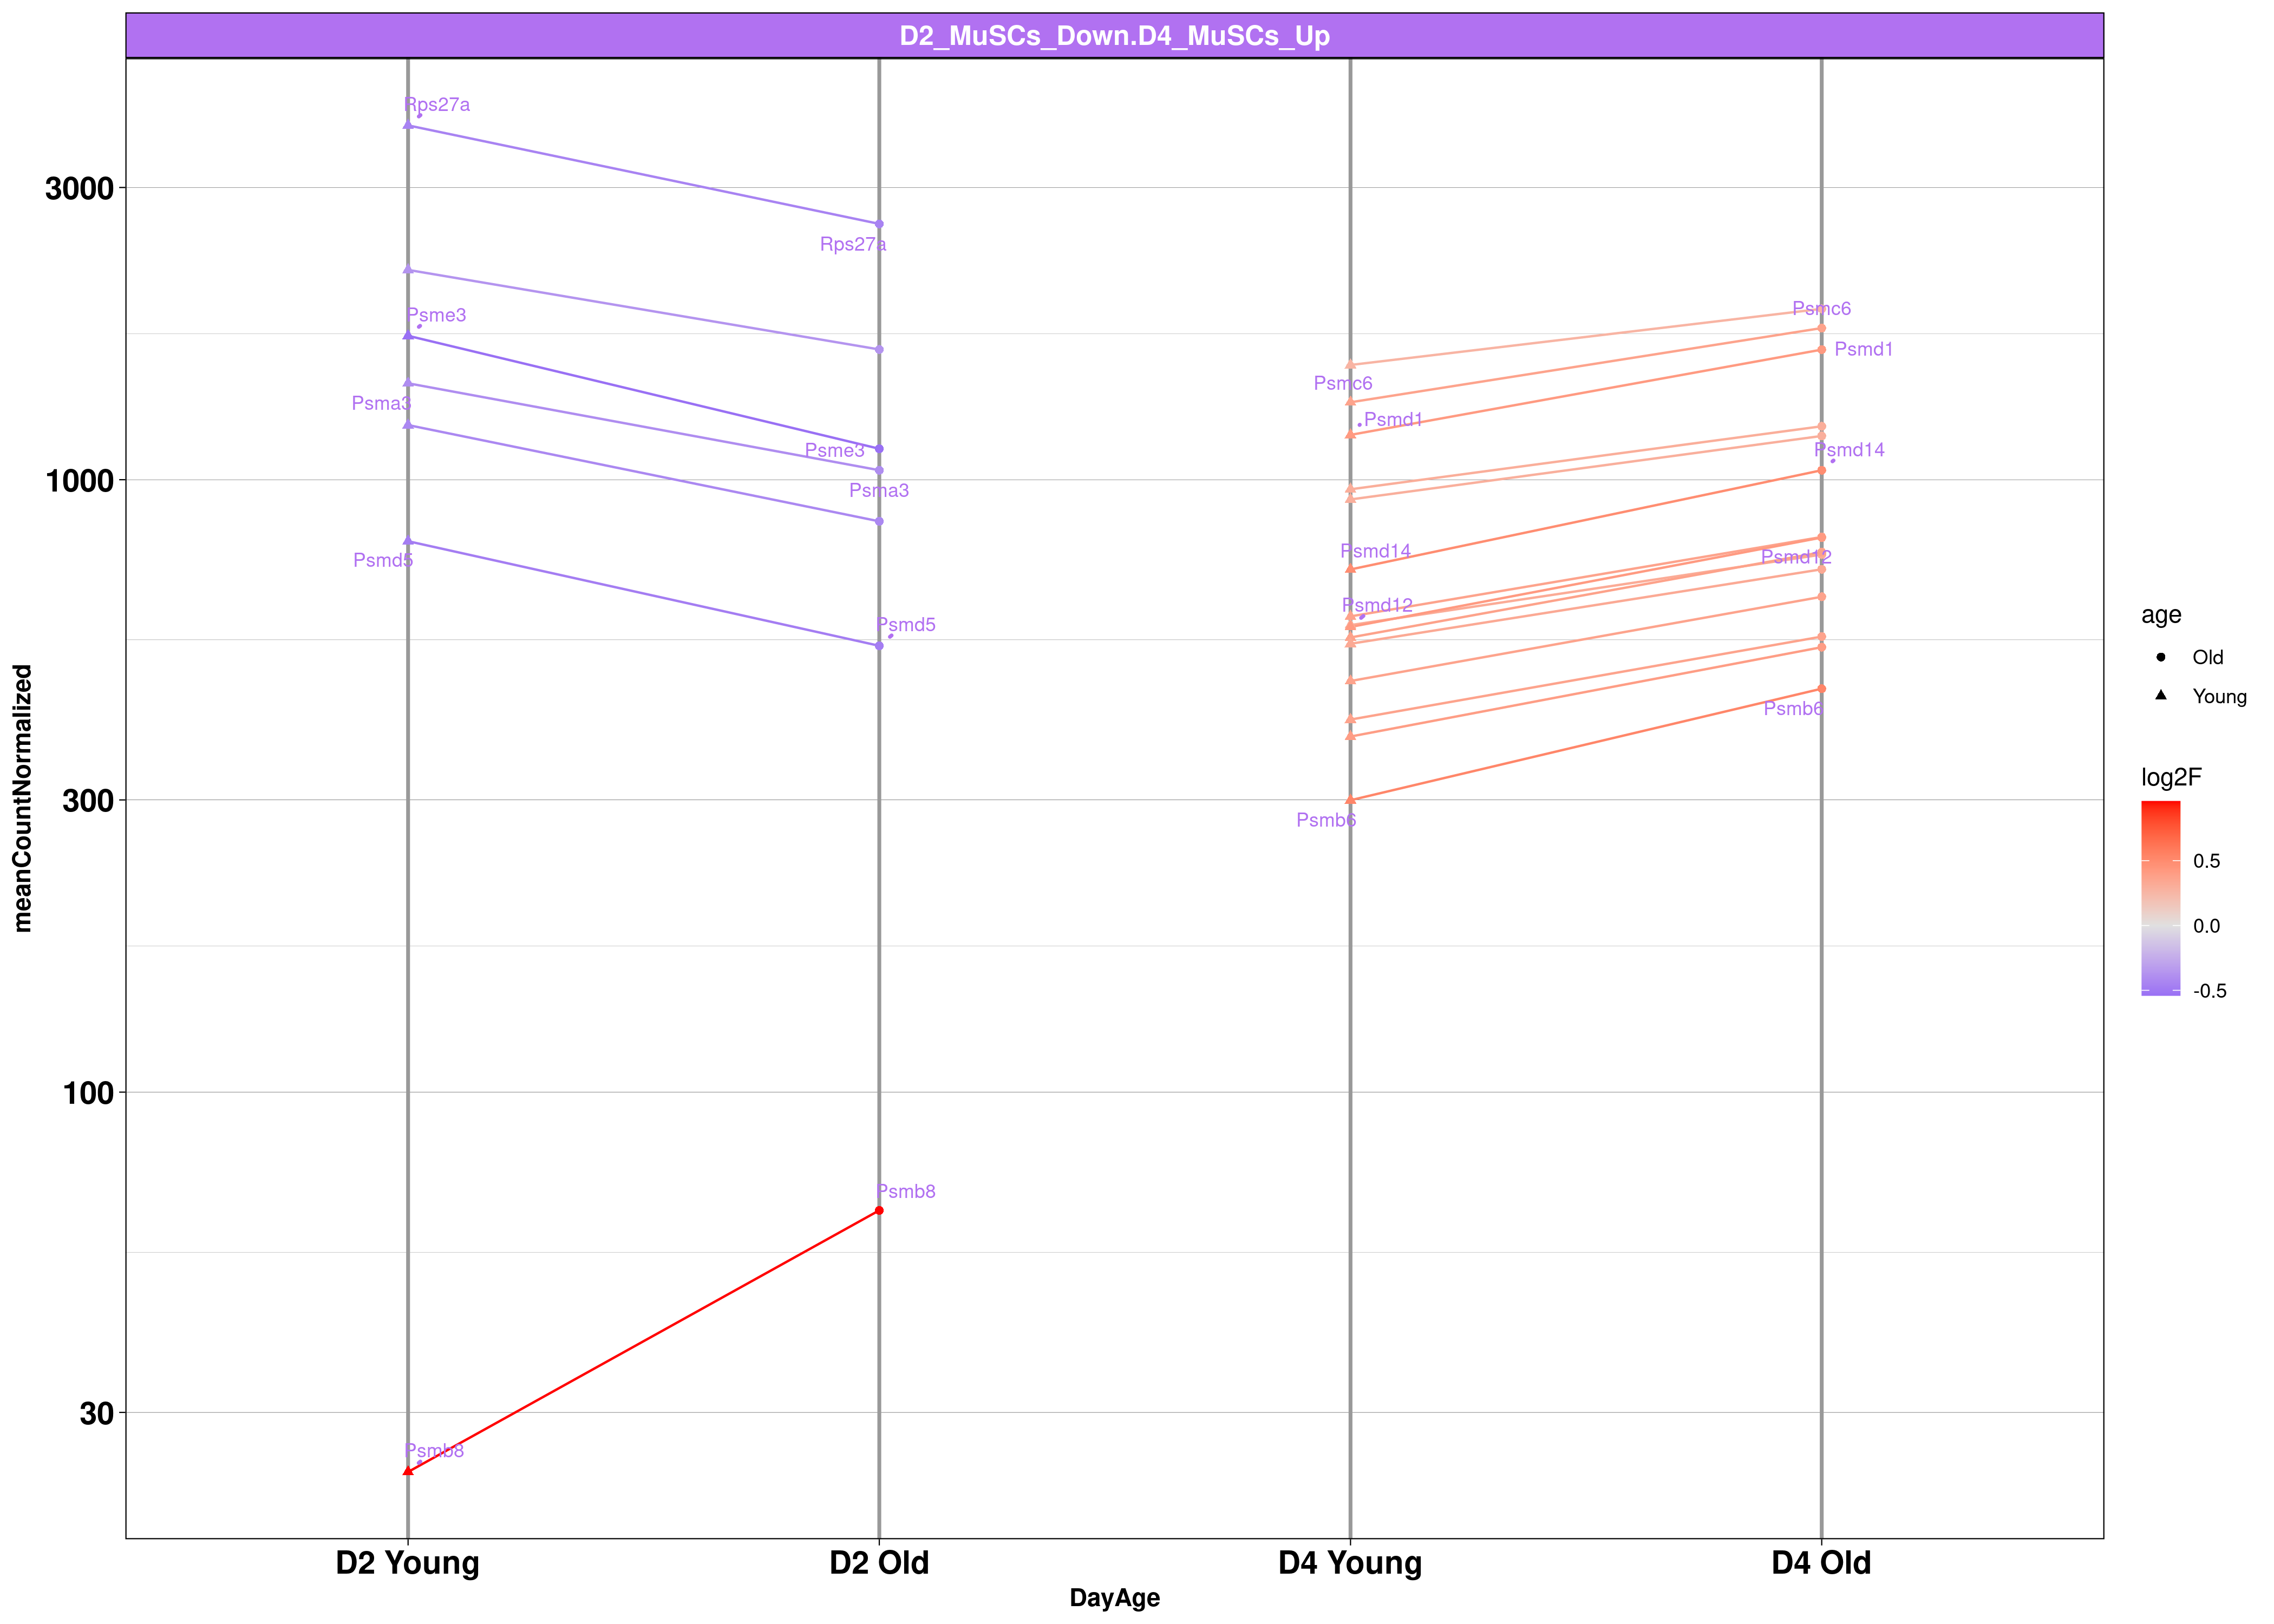 D2_MuSCs_Down.D4_MuSCs_Up
meanCountNormalized
3000
1000
300
100
30
Rps27a
Rps27a
Psme3
Psme3
Psma3
Psma3
Psmd5
Psmd5
Psmb8
Psmb8
Psmc6
Psmc6
Psmd1
Psmd1
Psmd14
Psmd14
Psmd12
Psmd12
Psmb6
Psmb6
D2 Young
D2 Old
D4 Young
D4 Old
DayAge
age
Old
Young
log2F
0.5
0.0
-0.5